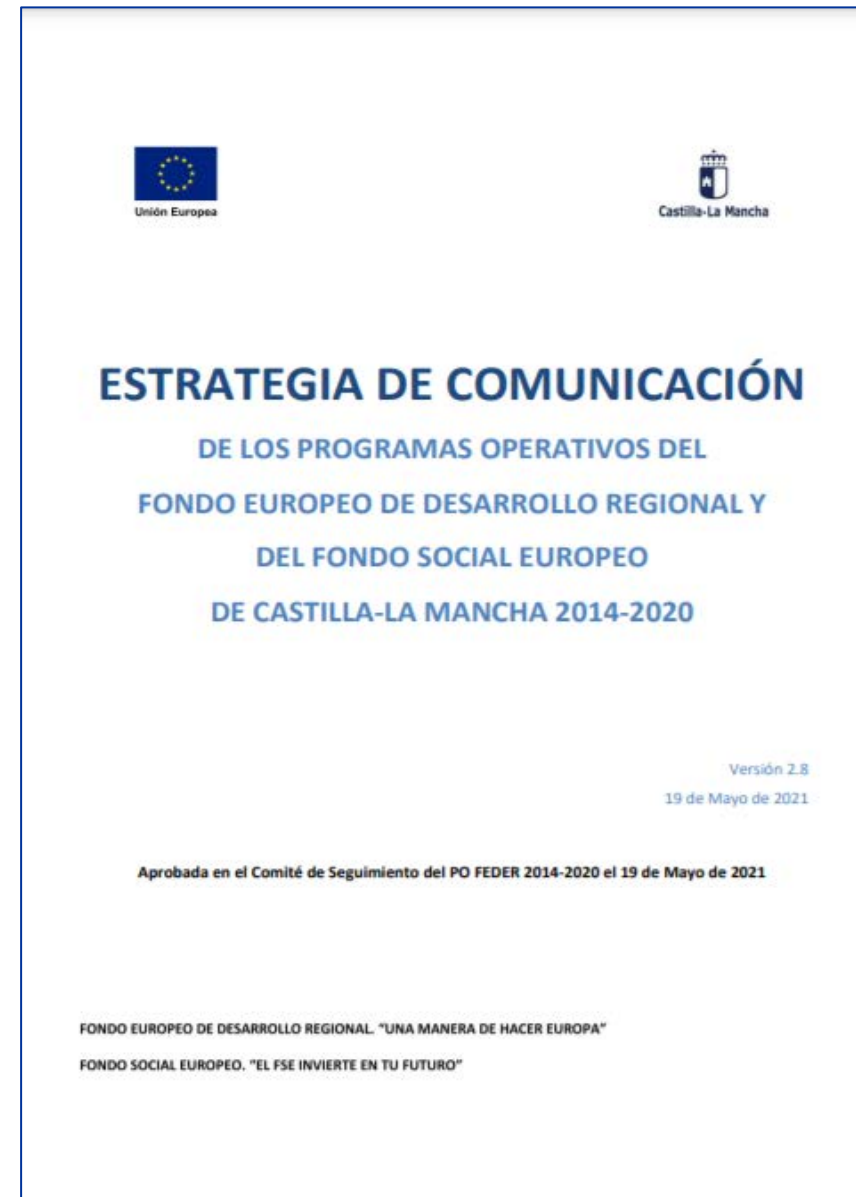 Unión Europea
Castilla-La Mancha
ESTRATEGIA DE COMUNICACIÓN
DE LOS PROGRAMAS OPERATIVOS DEL
FONDO EUROPEO DE DESARROLLO REGIONAL Y
DEL FONDO SOCIAL EUROPEO
DE CASTILLA-LA MANCHA 2014-2020
Versión 2.8
19 de Mayo de 2021
Aprobada en el Comité de Seguimiento del PO FEDER 2014-2020 el 19 de Mayo de 2021
FONDO EUROPEO DE DESARROLLO REGIONAL. "UNA MANERA DE HACER EUROPA"
FONDO SOCIAL EUROPEO. "EL FSE INVIERTE EN TU FUTURO"